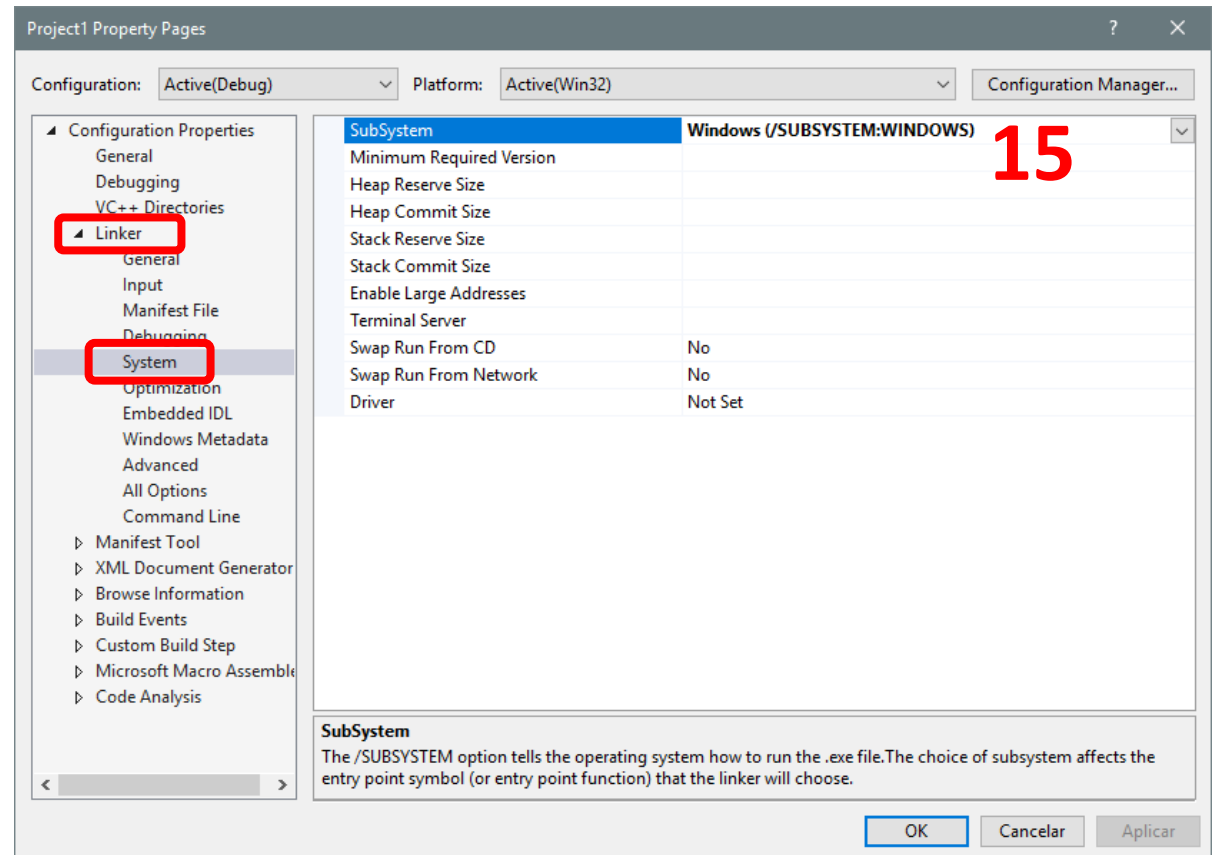 Project1 Property Pages
Configuration: Active(Debug) Platform: Active(Win32) Configuration Manager...
Configuration Properties
General
Debugging
VC++ Directories
Linker
General
Input
Manifest File
Debugging
System
Optimization
Embedded IDL
Windows Metadata
Advanced
All Options
Command Line
Manifest Tool
XML Document Generator
Browse Information
Build Events
Custom Build Step
Microsoft Macro Assemble
Code Analysis
SubSystem Windows (/SUBSYSTEM:WINDOWS)
15
Minimum Required Version
Heap Reserve Size
Heap Commit Size
Stack Reserve Size
Stack Commit Size
Enable Large Addresses
Terminal Server
Swap Run From CD No
Swap Run From Network No
Driver Not Set
SubSystem
The /SUBSYSTEM option tells the operating system how to run the .exe file.The choice of subsystem affects the
entry point symbol (or entry point function) that the linker will choose.
OK Cancelar Aplicar